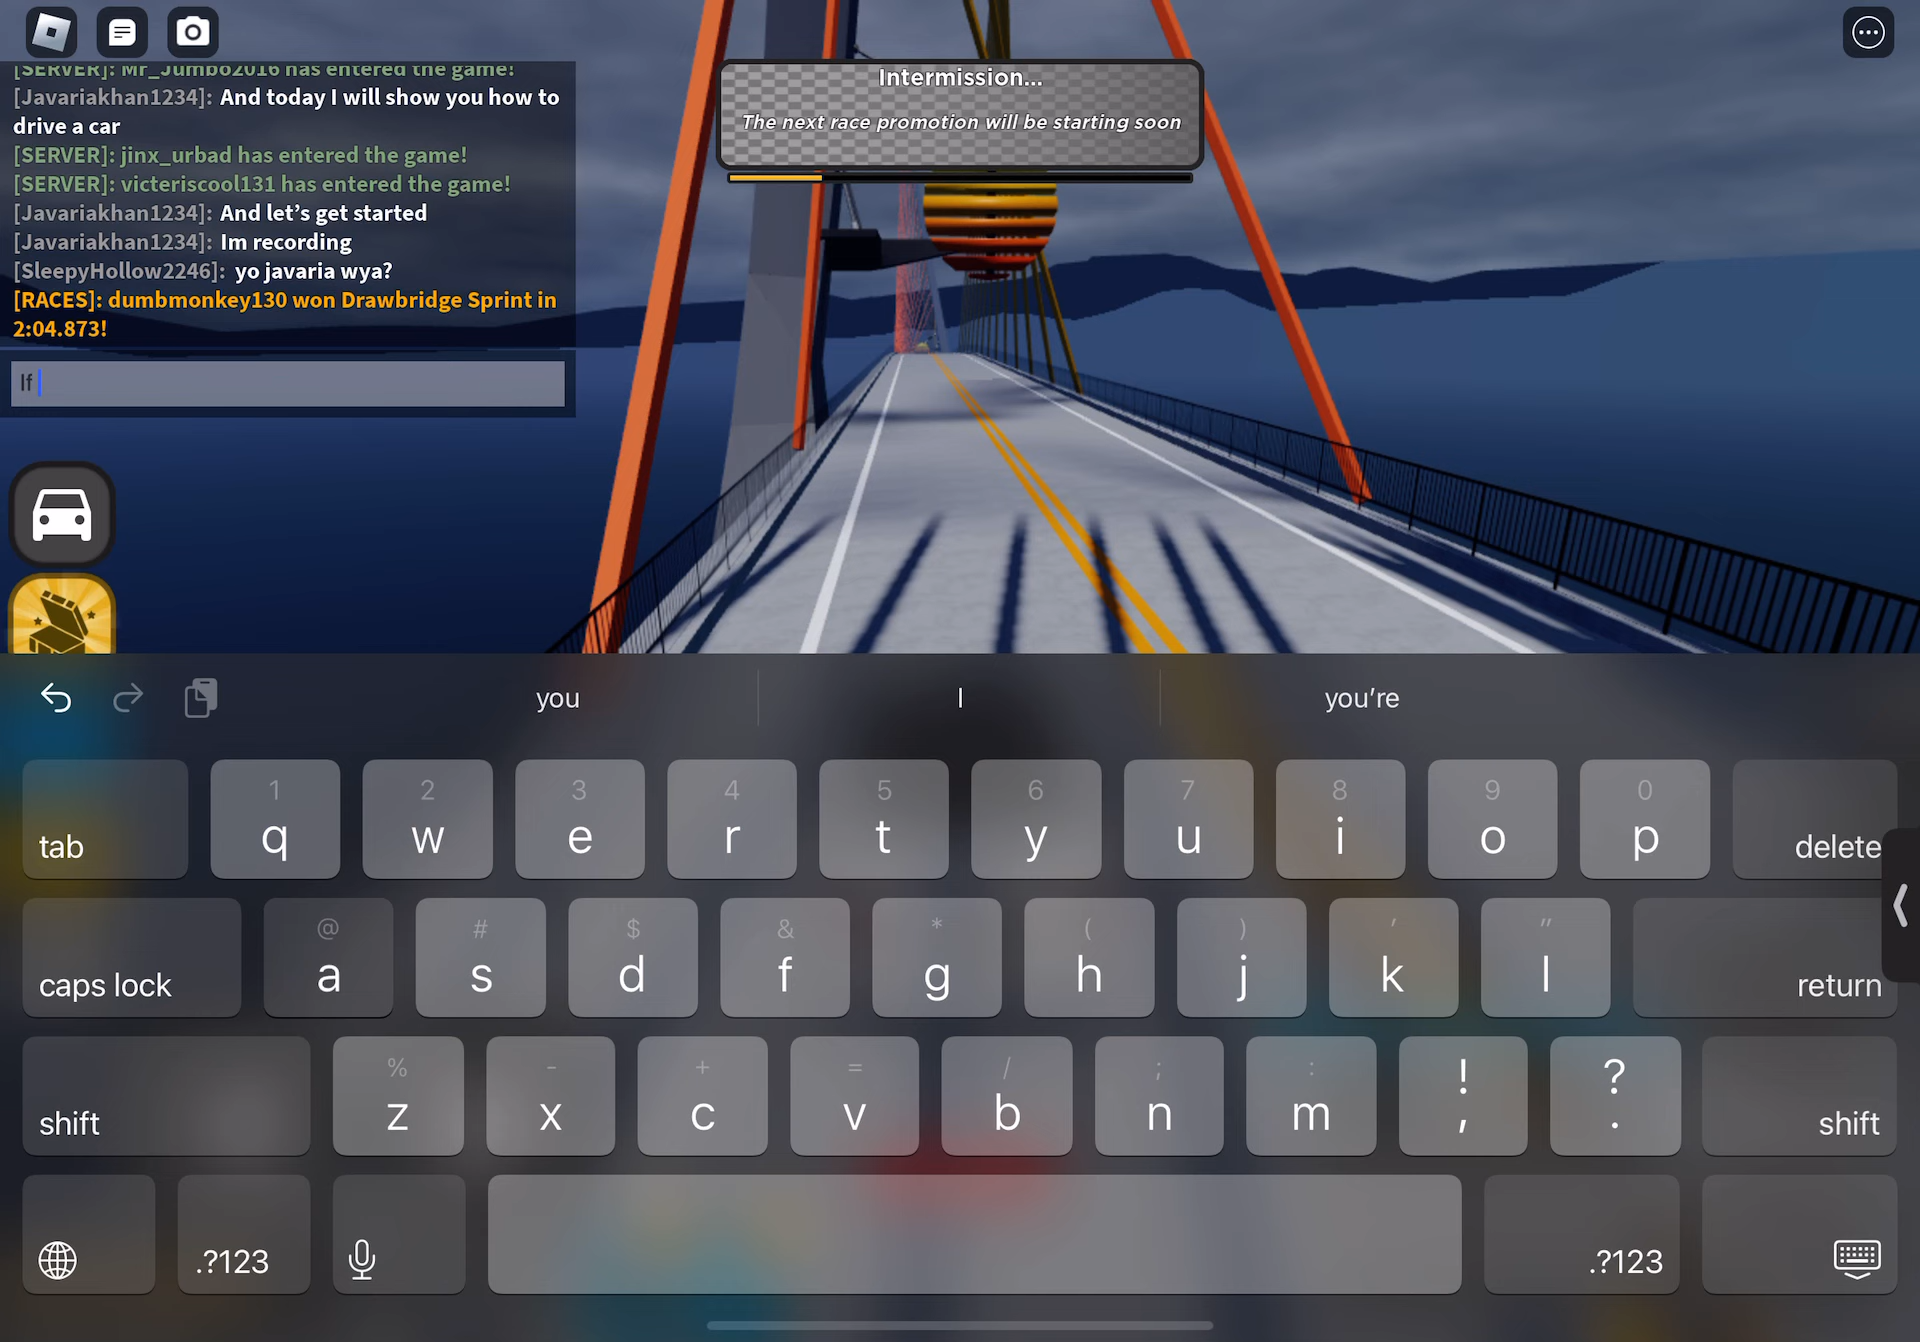 [SERVER]: Mr_Jumbo2016 has entered the game!
[Javariakhan1234]: And today I will show you how to
drive a car
[SERVER]: jinx_urbad has entered the game!
[SERVER]: victeriscool131 has entered the game!
[Javariakhan1234]: And let’s get started
[Javariakhan1234]: Im recording
[SleepyHollow2246]: yo javaria wya?
[RACES]: dumbmonkey130 won Drawbridge Sprint in
2:04.873!
If
Intermission...
The next race promotion will be starting soon
you I you’re
1 2 3 4 5 6 7 8 9 0
tab q w e r t y u i o p delete
@ # $ & * ( ) ' "
caps lock a s d f g h j k l return
% - + = / ; : ! ?
shift z x c v b n m , . shift
.?123 .?123